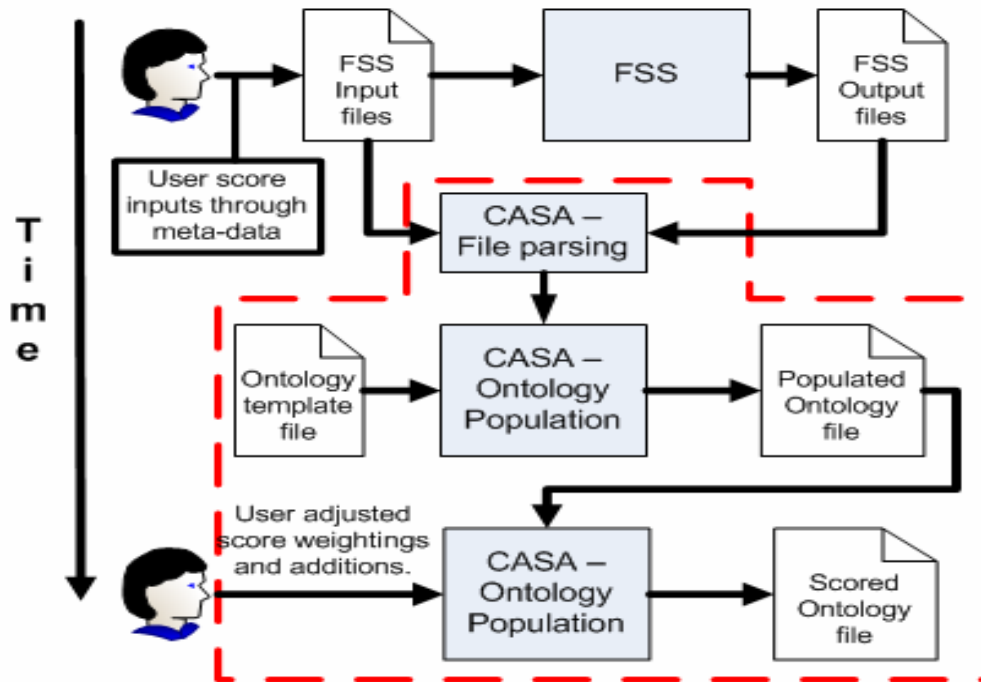 FSS
Input
files
FSS
FSS
Output
files
User score
inputs through
meta-data
CASA –
File parsing
T
i
m
e
Ontology
template
file
CASA –
Ontology
Population
Populated
Ontology
file
User adjusted
score weightings
and additions.
CASA –
Ontology
Population
Scored
Ontology
file